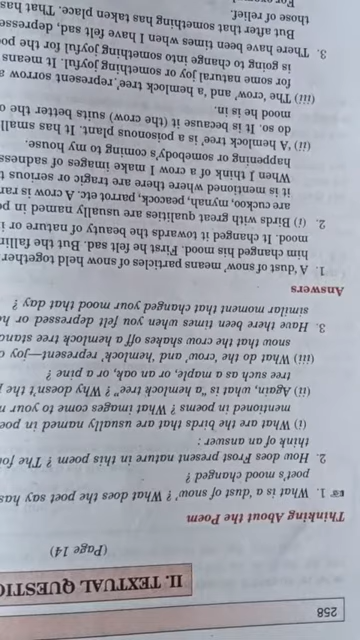 258
II. TEXTUAL QUESTIO
(Page 14)
Thinking About the Poem
1. What is a 'dust of snow'? What does the poet say has
poet's mood changed ?
2. How does Frost present nature in this poem ? The fo
think of an answer :
(i) What are the birds that are usually named in poe
mentioned in poems ? What images come to your
(ii) Again, what is "a hemlock tree" ? Why doesn't the
tree such as a maple, or an oak, or a pine ?
(iii) What do the 'crow' and 'hemlock' represent—joy
snow that the crow shakes off a hemlock tree stan
3. Have there been times when you felt depressed or h
similar moment that changed your mood that day ?
Answers
1. A 'dust of snow' means particles of snow held together
him changed his mood. First he felt sad. But the fallin
mood. It changed it towards the beauty of nature or i
2. (i) Birds with great qualities are usually named in po
are cuckoo, mynah, peacock, parrot etc. A crow is rar
it is mentioned where there are tragic or serious
When I think of a crow I make images of sadness
happening or somebody's coming to my house.
(ii) A 'hemlock tree' is a poisonous plant. It has small
do so. It is because it (the crow) suits better the
mood he is in.
(iii) The 'crow' and 'a hemlock tree', represent sorrow
for some natural joy or something joyful. It means
is going to change into something joyful for the po
3. There have been times when I have felt sad, depresse
But after that something has taken place. That has
those of relief.